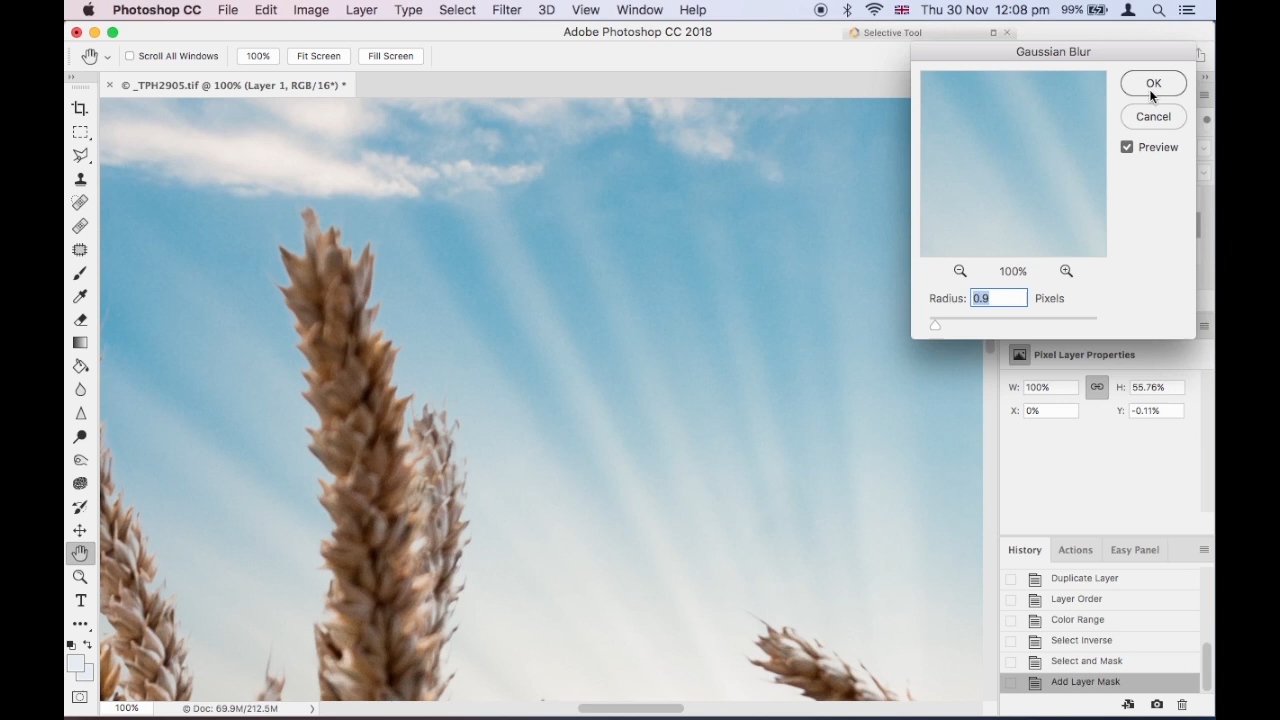 Photoshop CC File Edit Image Layer Type Select Filter 3D View Window Help Thu 30 Nov 12:08 pm 99%
Adobe Photoshop CC 2018
Selective Tool
Gaussian Blur
Scroll All Windows 100% Fit Screen Fill Screen
© _TPH2905.tif @ 100% (Layer 1, RGB/16*) *
OK
Cancel
Preview
100%
Radius: 0.9 Pixels
Pixel Layer Properties
W: 100% H: 55.76%
X: 0% Y: -0.11%
History Actions Easy Panel
Duplicate Layer
Layer Order
Color Range
Select Inverse
Select and Mask
Add Layer Mask
T
100% © Doc: 69.9M/212.5M